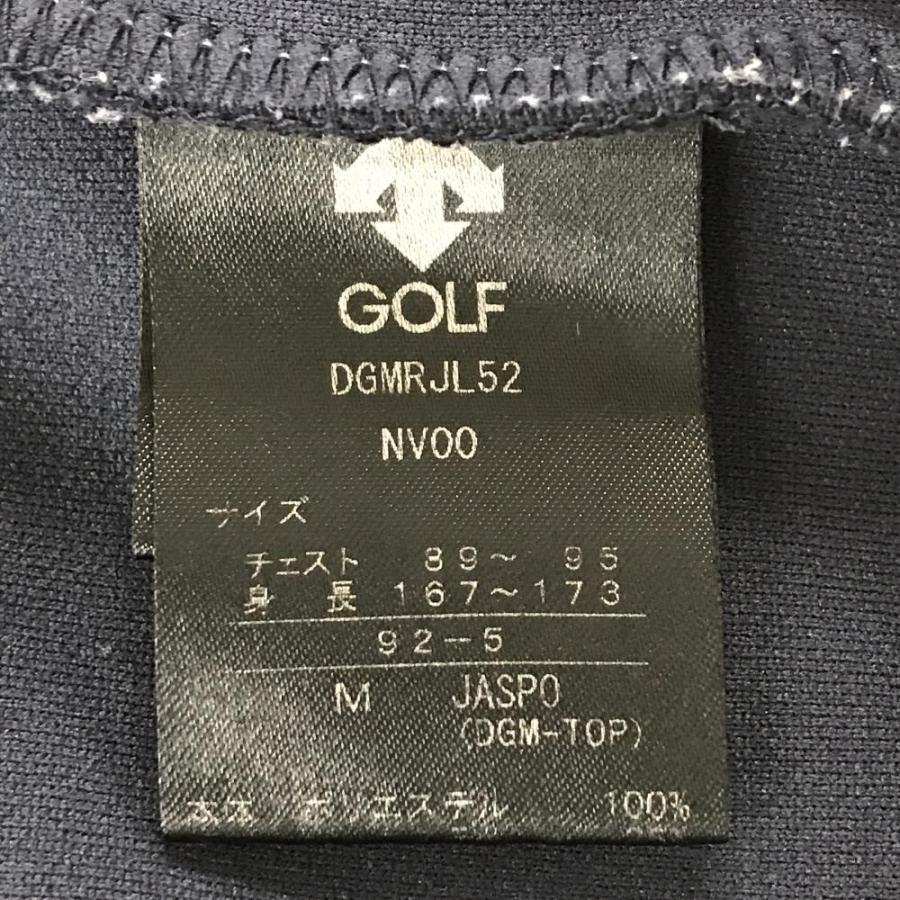 GOLF
DGMRJL52
NV00
サイズ
チェスト 89～ 95
身 長 167～173
92-5
M JASPO
(DGM-TOP)
本体 ポリエステル 100%